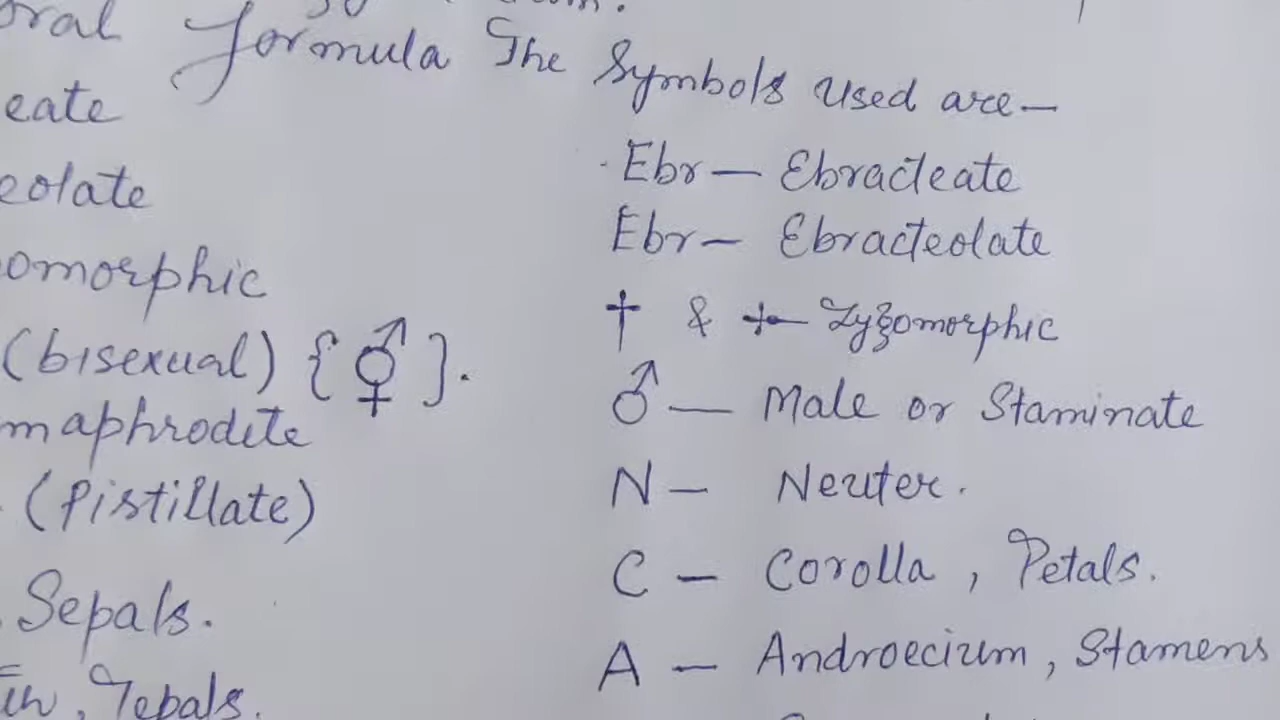 oral formula The Symbols used are—
eate
Ebr — Ebracteate
eolate
Ebr — Ebracteolate
omorphic
† & ⊹ — Zygomorphic
(bisexual) {⚥}.
♂ — Male or Staminate
maphrodite
N — Neuter.
(Pistillate)
C — Corolla, Petals.
Sepals.
A — Androecium, Stamens
Tepals.